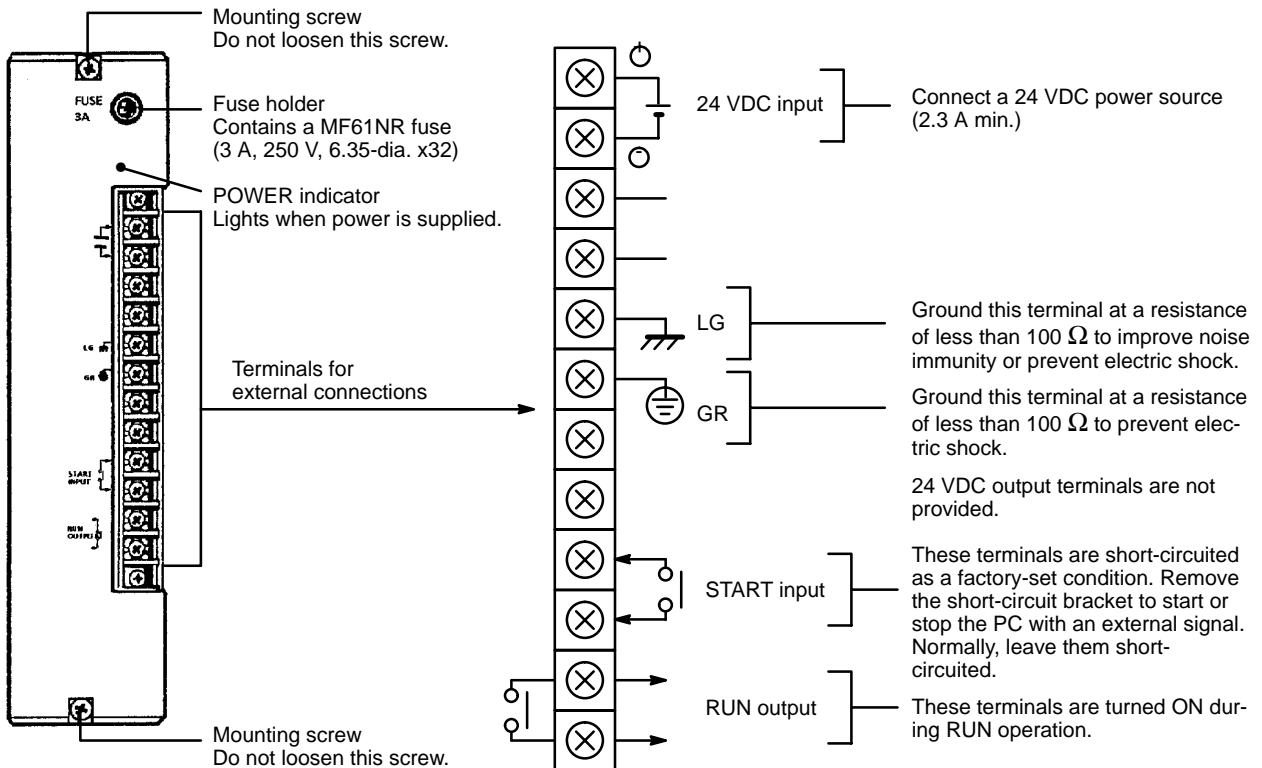 Mounting screw
Do not loosen this screw.
FUSE
3A
Fuse holder
Contains a MF61NR fuse
(3 A, 250 V, 6.35-dia. x32)
POWER indicator
Lights when power is supplied.
LG
GR
START
INPUT
RUN
OUTPUT
Terminals for
external connections
Mounting screw
Do not loosen this screw.
24 VDC input
Connect a 24 VDC power source
(2.3 A min.)
LG
Ground this terminal at a resistance
of less than 100 Ω to improve noise
immunity or prevent electric shock.
GR
Ground this terminal at a resistance
of less than 100 Ω to prevent elec-
tric shock.
24 VDC output terminals are not
provided.
START input
These terminals are short-circuited
as a factory-set condition. Remove
the short-circuit bracket to start or
stop the PC with an external signal.
Normally, leave them short-
circuited.
RUN output
These terminals are turned ON dur-
ing RUN operation.